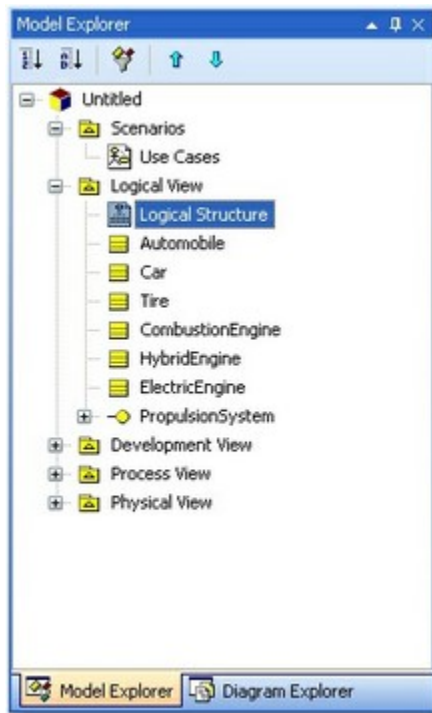 Model Explorer
Untitled
Scenarios
Use Cases
Logical View
Logical Structure
Automobile
Car
Tire
CombustionEngine
HybridEngine
ElectricEngine
PropulsionSystem
Development View
Process View
Physical View
Model Explorer Diagram Explorer